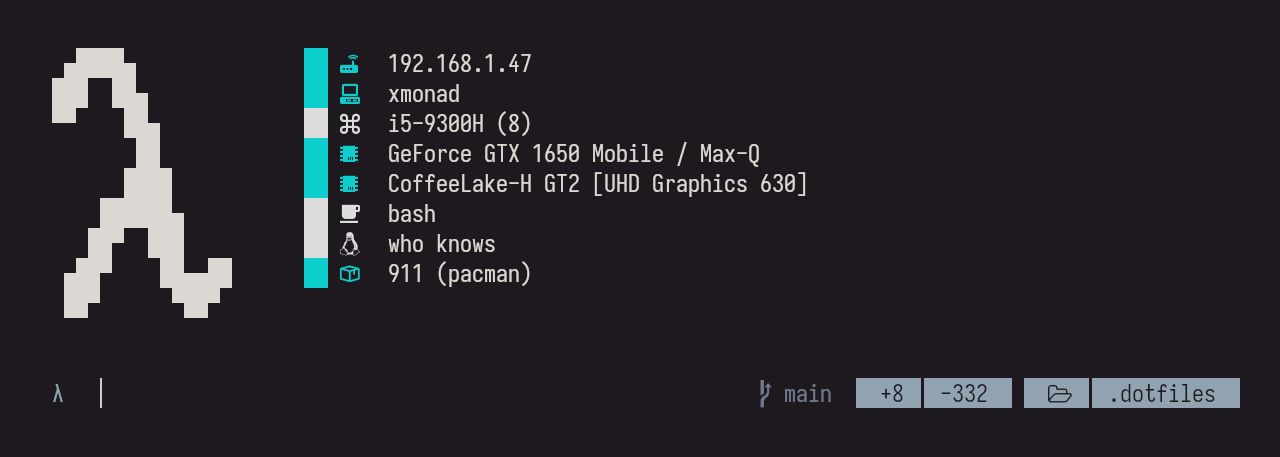 192.168.1.47
xmonad
i5-9300H (8)
GeForce GTX 1650 Mobile / Max-Q
CoffeeLake-H GT2 [UHD Graphics 630]
bash
who knows
911 (pacman)
λ main +8 -332 .dotfiles